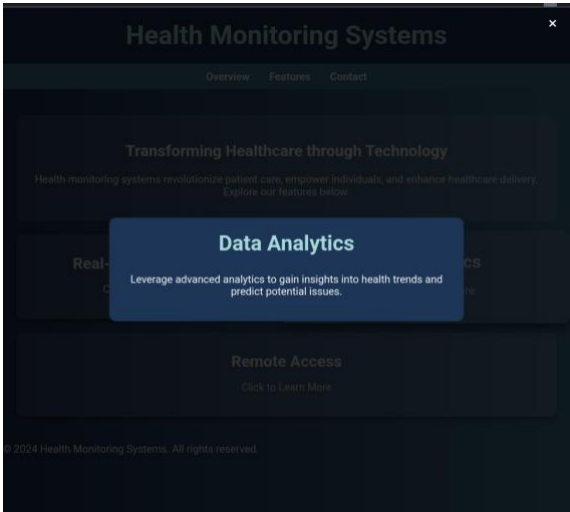 ×
Health Monitoring Systems
Overview Features Contact
Transforming Healthcare through Technology
Health monitoring systems revolutionize patient care, empower individuals, and enhance healthcare delivery.
Explore our features below.
Data Analytics
Leverage advanced analytics to gain insights into health trends and
predict potential issues.
Remote Access
Click to Learn More
© 2024 Health Monitoring Systems. All rights reserved.